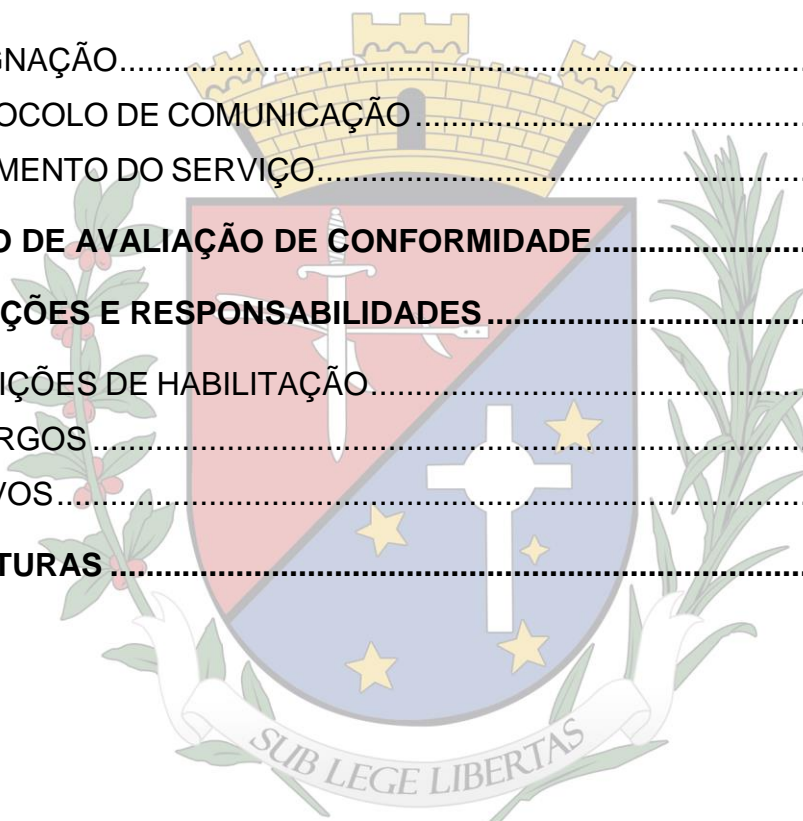 GNAÇÃO
OCOLO DE COMUNICAÇÃO
MENTO DO SERVIÇO
O DE AVALIAÇÃO DE CONFORMIDADE
ÇÕES E RESPONSABILIDADES
IÇÕES DE HABILITAÇÃO
RGOS
VOS
TURAS
SUB LEGE LIBERTAS